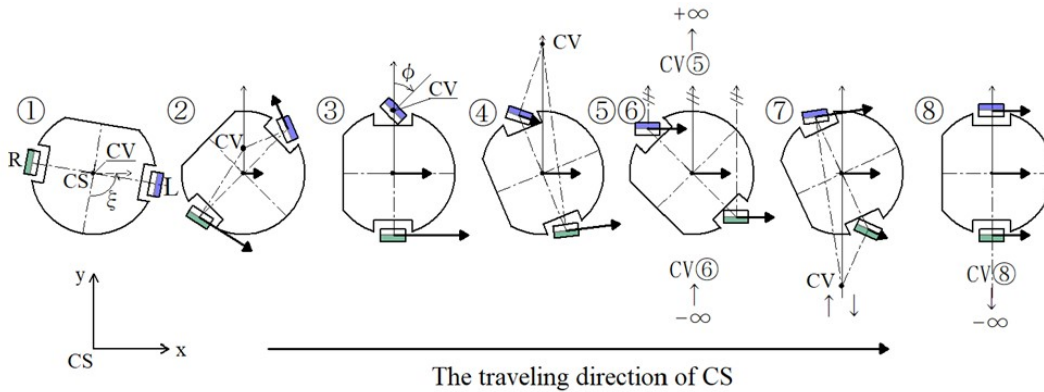 ①
R
CS
CV
ξ
L
②
CV
③
ϕ
CV
④
CV
⑤⑥
+∞
↑
CV⑤
CV⑥
↑
−∞
⑦
CV
↑ ↓
⑧
CV⑧
↓
−∞
y
CS
x
The traveling direction of CS